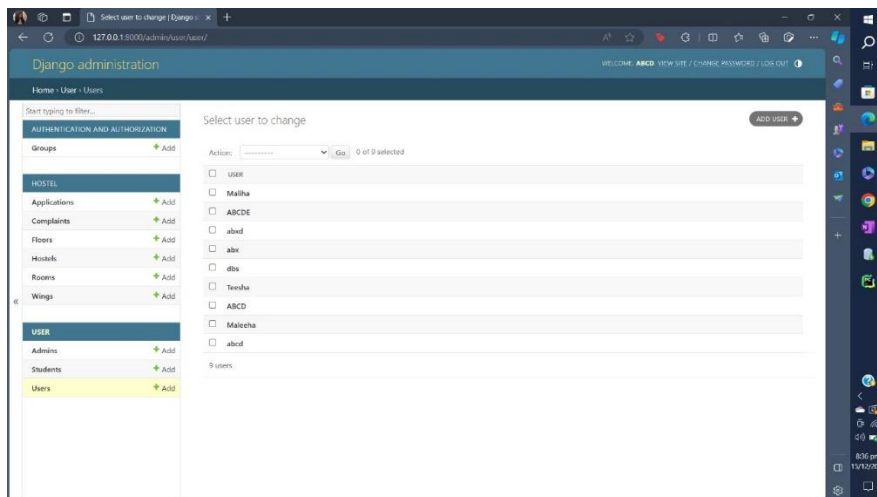 Select user to change | Django s
127.0.0.1:8000/admin/user/user/
Django administration
WELCOME, ABCD VIEW SITE / CHANGE PASSWORD / LOG OUT
Home › User › Users
Start typing to filter...
AUTHENTICATION AND AUTHORIZATION
Groups + Add
HOSTEL
Applications + Add
Complaints + Add
Floors + Add
Hostels + Add
Rooms + Add
Wings + Add
USER
Admins + Add
Students + Add
Users + Add
Select user to change
ADD USER +
Action: ---------- Go 0 of 9 selected
USER
Maliha
ABCDE
abxd
abx
dbs
Teesha
ABCD
Maleeha
abcd
9 users
8:36 pm